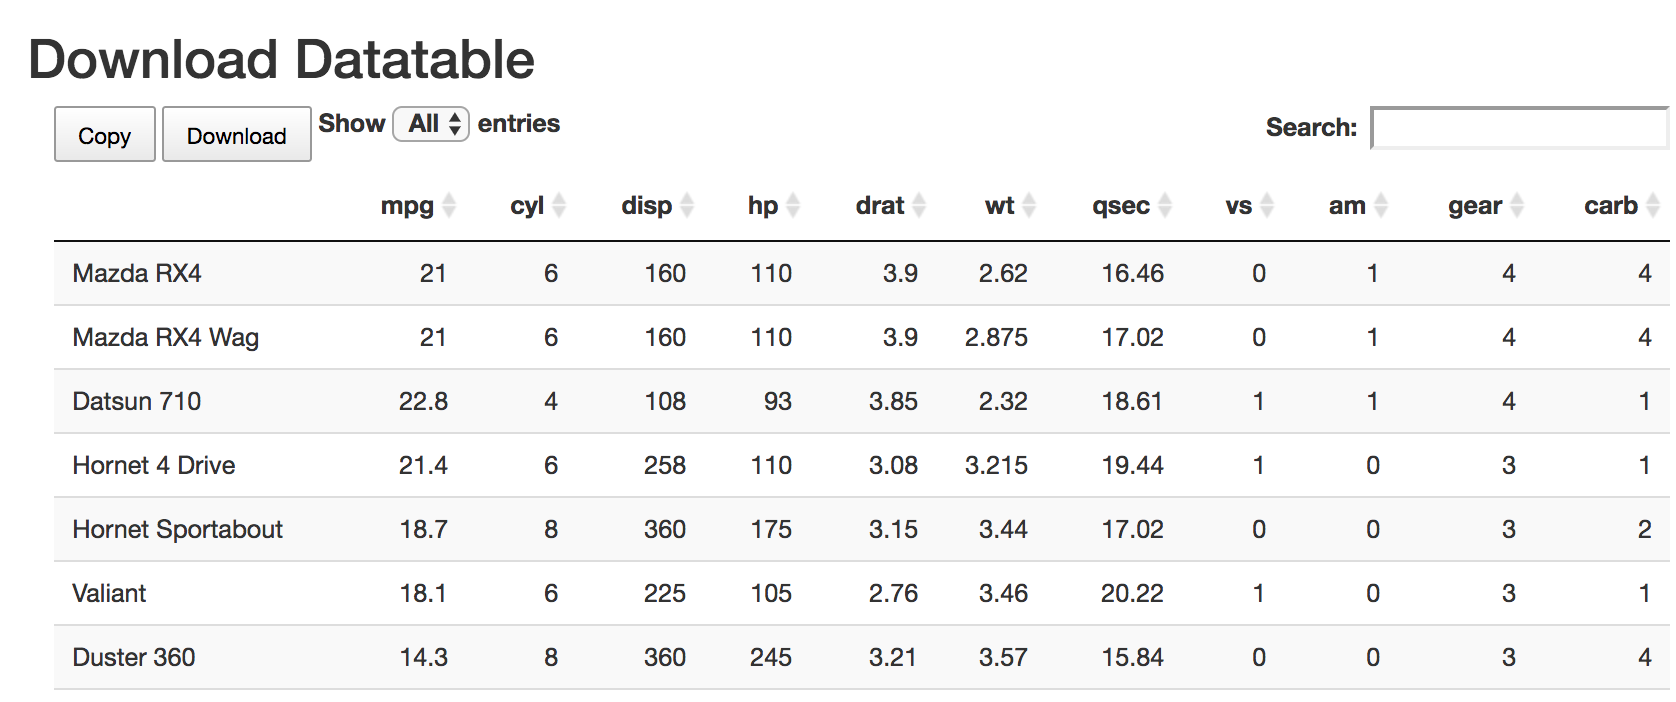 Download Datatable
Copy Download Show All entries Search:
mpg cyl disp hp drat wt qsec vs am gear carb
Mazda RX4 21 6 160 110 3.9 2.62 16.46 0 1 4 4
Mazda RX4 Wag 21 6 160 110 3.9 2.875 17.02 0 1 4 4
Datsun 710 22.8 4 108 93 3.85 2.32 18.61 1 1 4 1
Hornet 4 Drive 21.4 6 258 110 3.08 3.215 19.44 1 0 3 1
Hornet Sportabout 18.7 8 360 175 3.15 3.44 17.02 0 0 3 2
Valiant 18.1 6 225 105 2.76 3.46 20.22 1 0 3 1
Duster 360 14.3 8 360 245 3.21 3.57 15.84 0 0 3 4